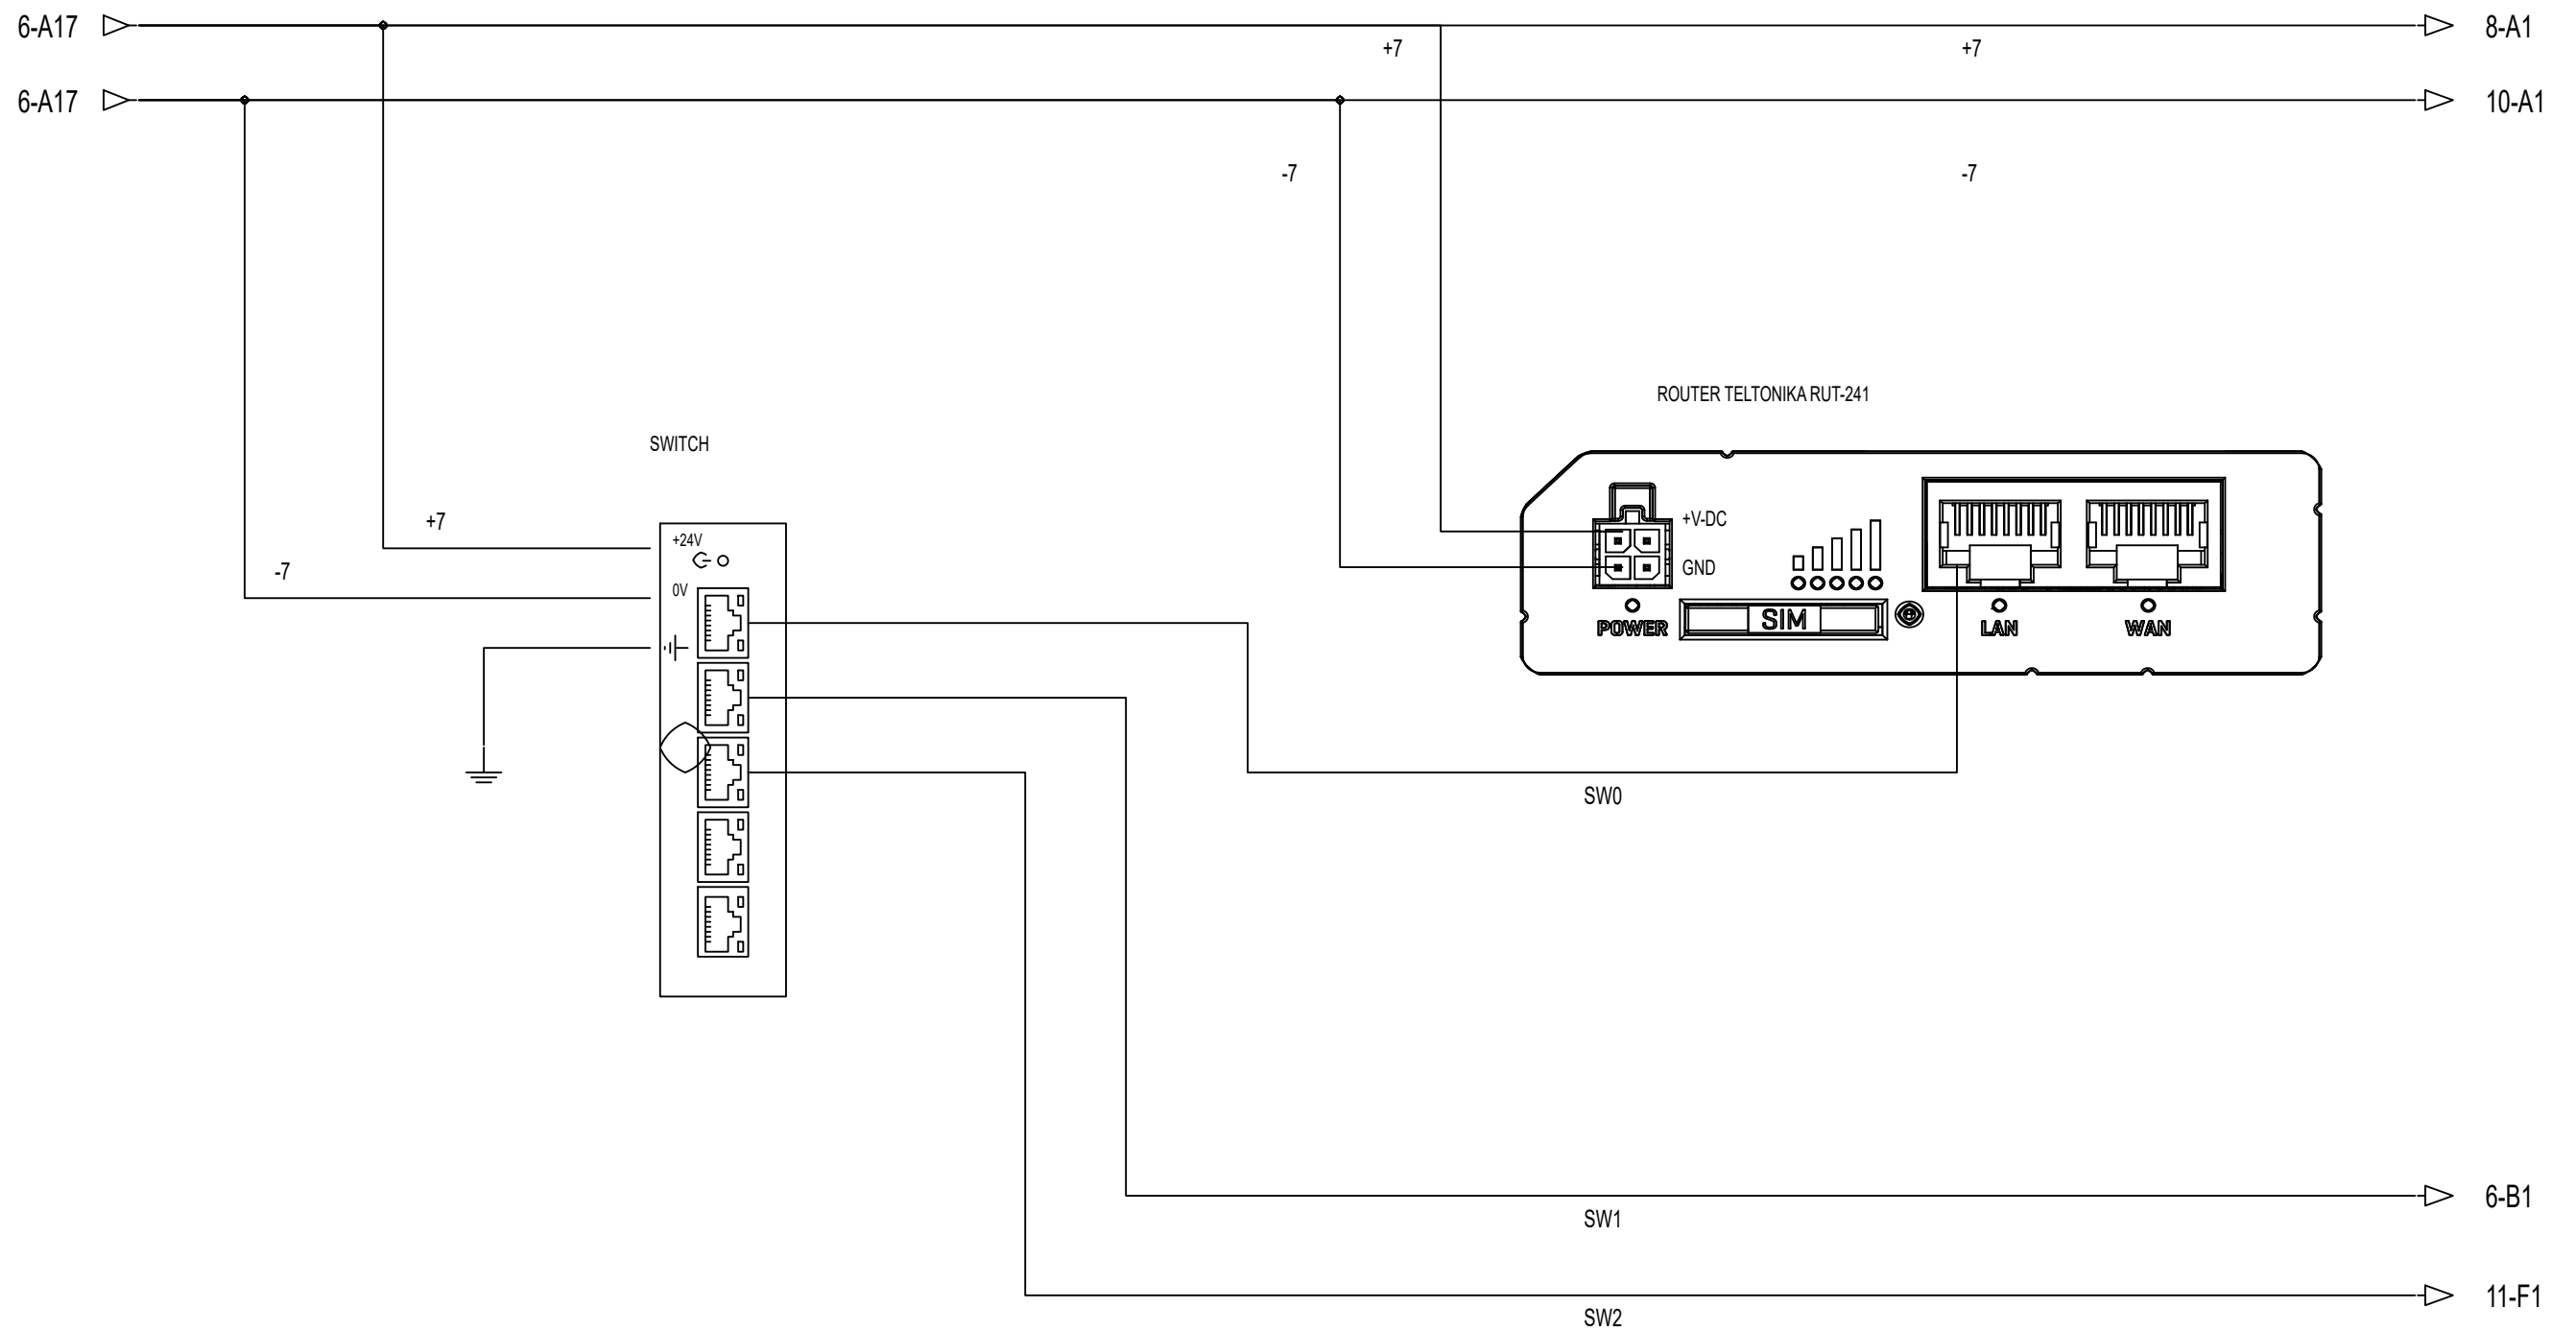 6-A17
8-A1
+7
+7
6-A17
10-A1
-7
-7
ROUTER TELTONIKA RUT-241
SWITCH
+7
+24V
+V-DC
-7
GND
0V
SIM
POWER
LAN
WAN
SW0
6-B1
SW1
11-F1
SW2